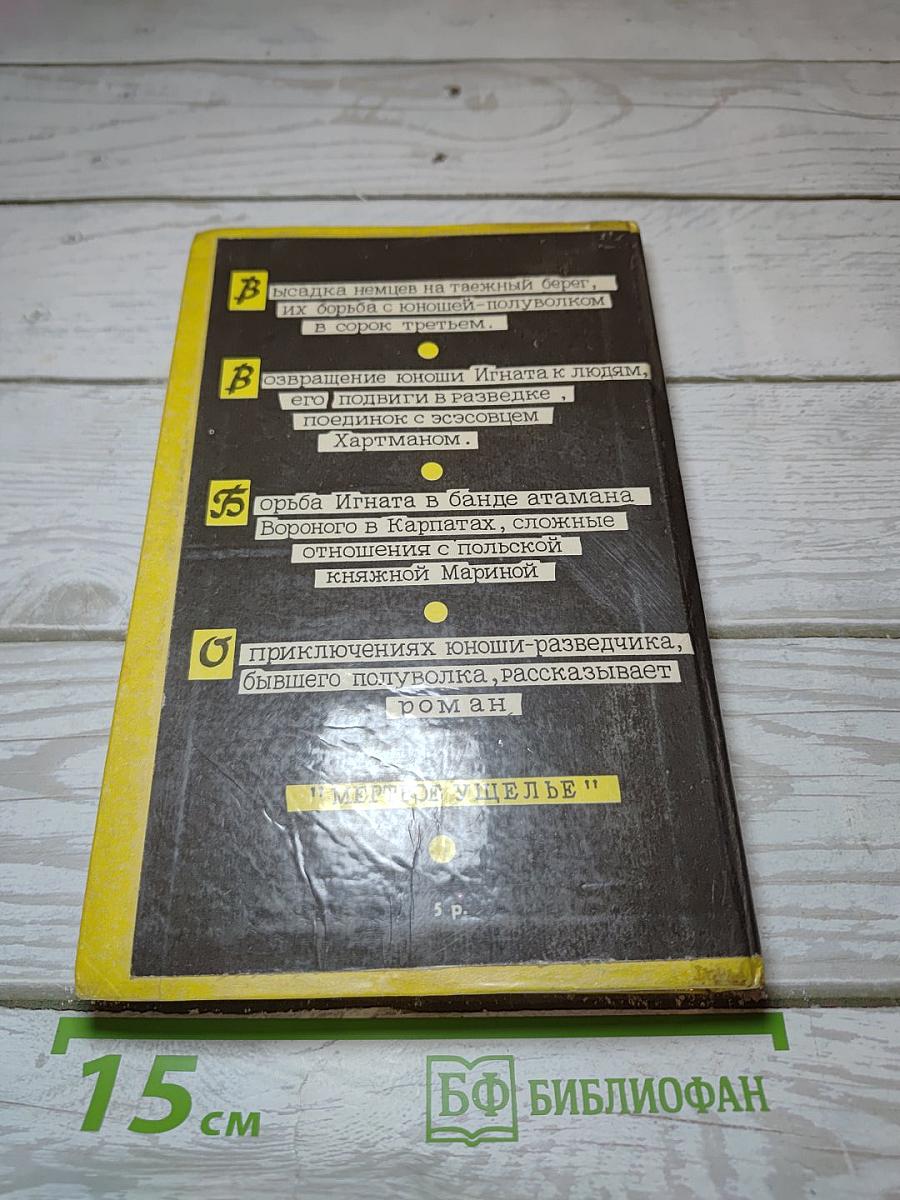 Высадка немцев на таежный берег,
их борьба с юношей-полуволком
в сорок третьем.
Возвращение юноши Игната к людям,
его подвиги в разведке,
поединок с эсэсовцем
Хартманом.
Борьба Игната в банде атамана
Вороного в Карпатах, сложные
отношения с польской
княжной Мариной
О приключениях юноши-разведчика,
бывшего полуволка, рассказывает
роман
"МЕРТВОЕ УЩЕЛЬЕ"
5 р.
15 см
БФ БИБЛИОФАН